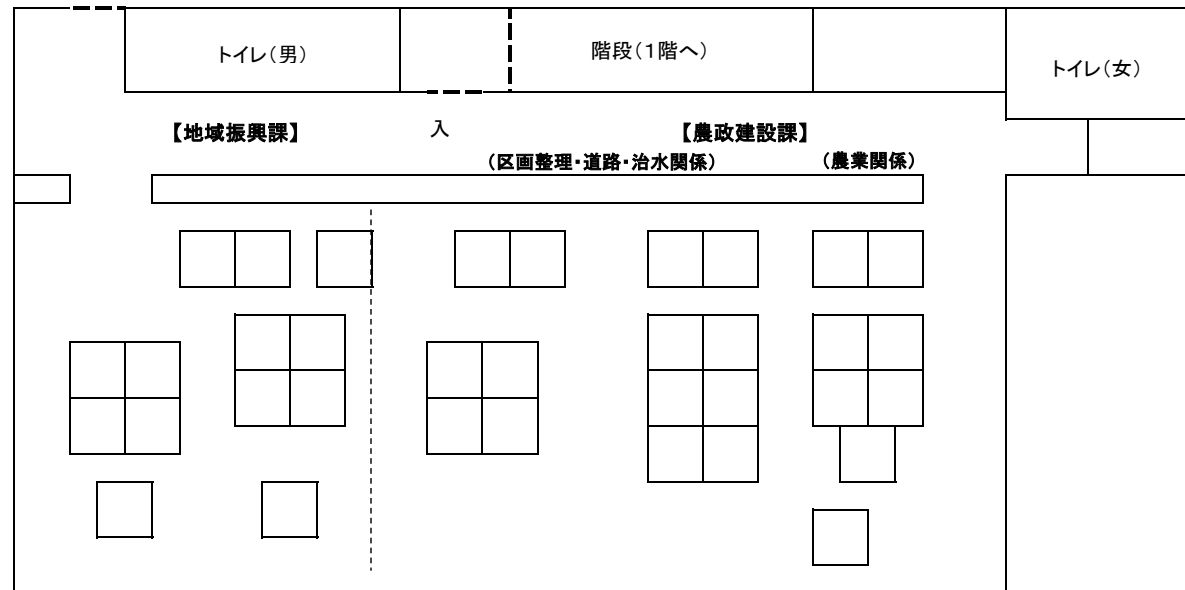 トイレ（男）
階段（１階へ）
トイレ（女）
【地域振興課】
入
【農政建設課】
（区画整理・道路・治水関係）
（農業関係）